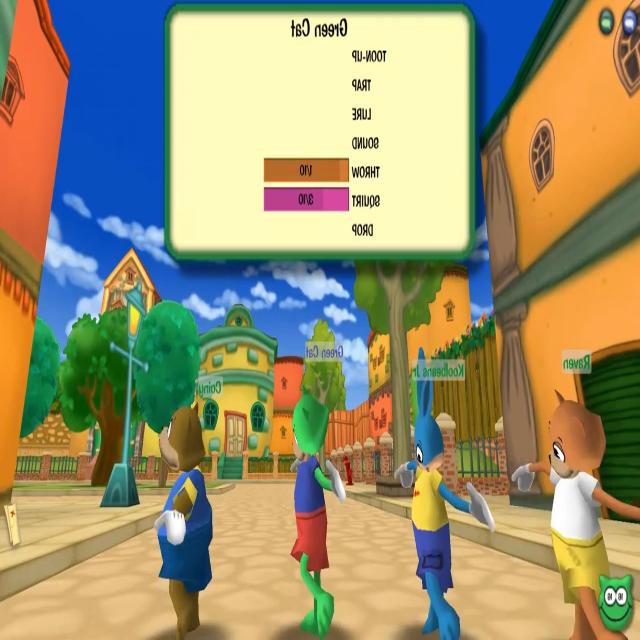 Green Cat
TOON-UP
TRAP
LURE
SOUND
THROW 1/10
SQUIRT 3/10
DROP
Green Cat
Coiny
Koolbeans Jr.
Raven